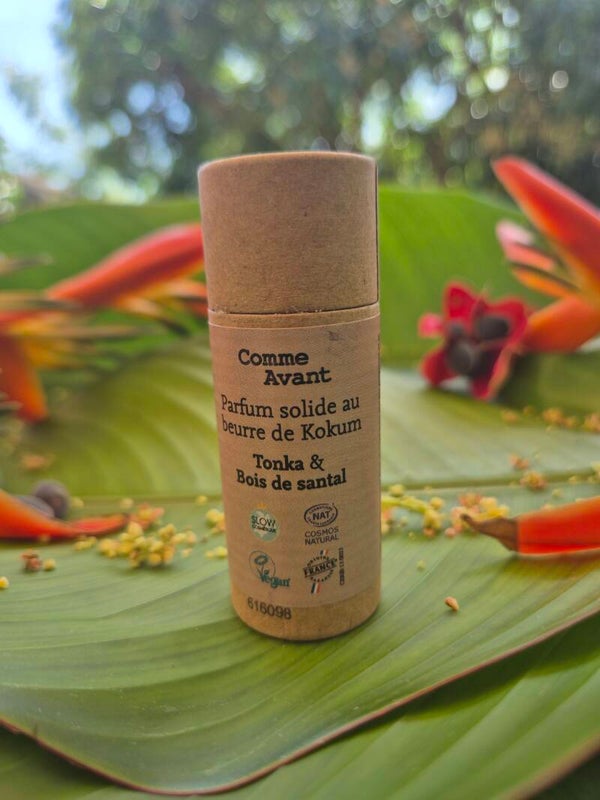 Comme
Avant
Parfum solide au
beurre de Kokum
Tonka &
Bois de santal
SLOW
COSMÉTIQUE
NAT
COSMOS
NATURAL
Vegan
FRANCE
616098